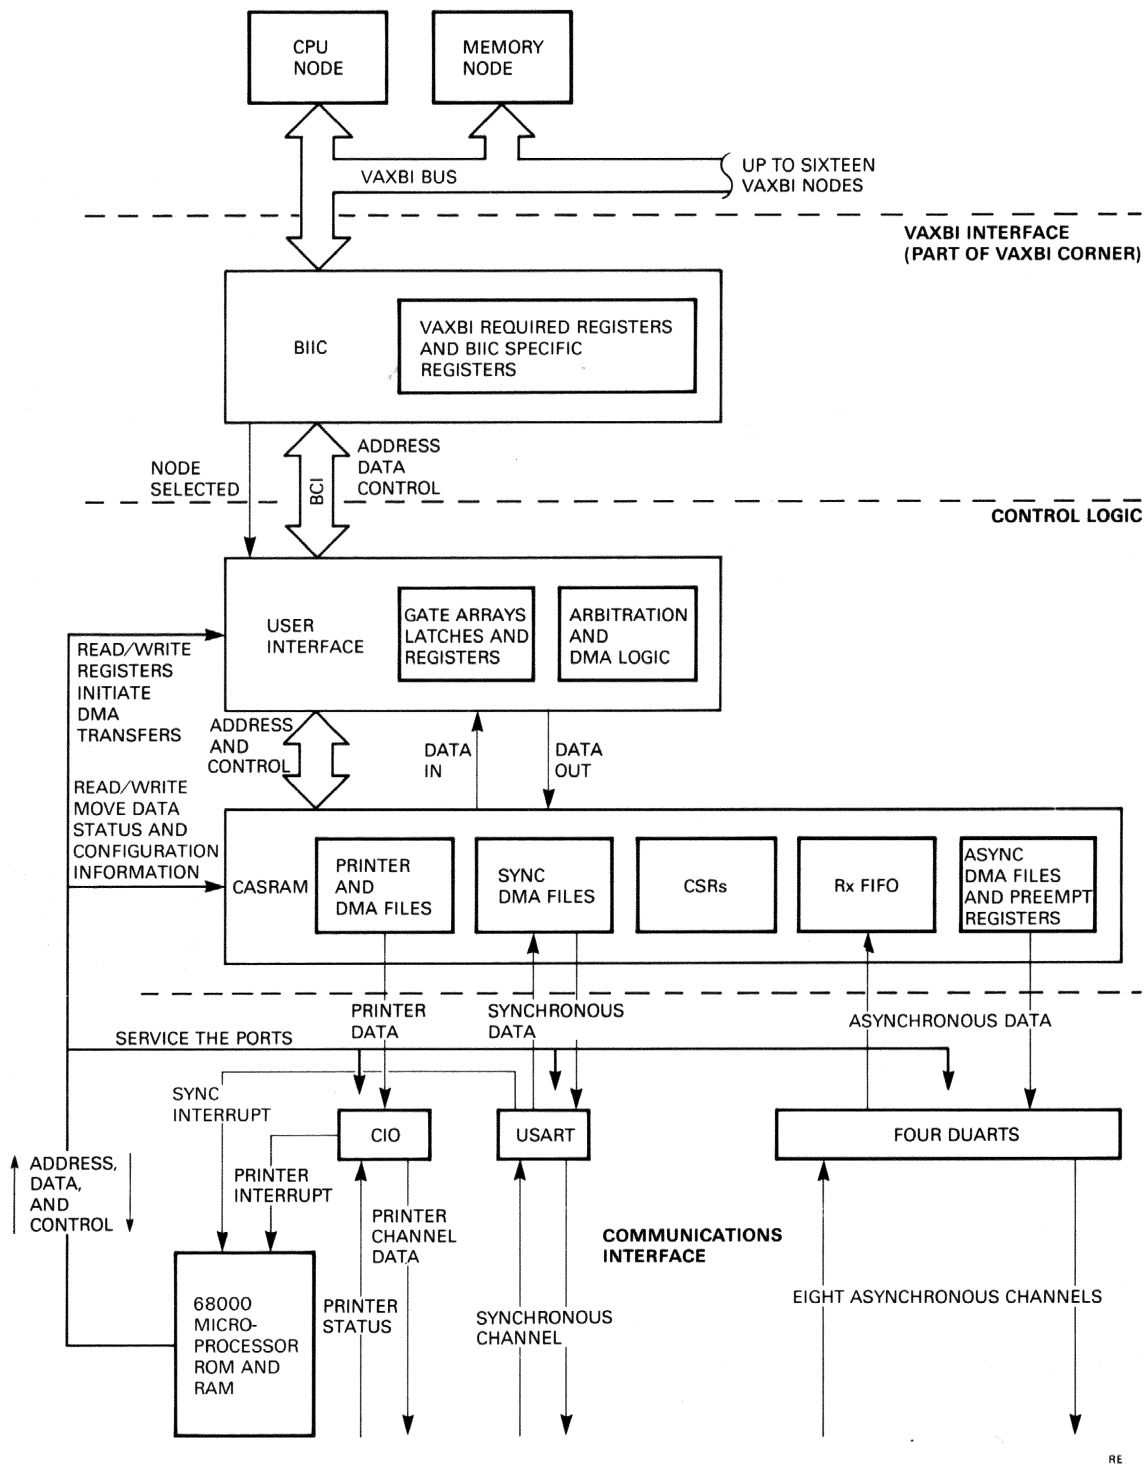 CPU
NODE
MEMORY
NODE
VAXBI BUS
UP TO SIXTEEN
VAXBI NODES
VAXBI INTERFACE
(PART OF VAXBI CORNER)
BIIC
VAXBI REQUIRED REGISTERS
AND BIIC SPECIFIC
REGISTERS
NODE
SELECTED
BCI
ADDRESS
DATA
CONTROL
CONTROL LOGIC
USER
INTERFACE
GATE ARRAYS
LATCHES AND
REGISTERS
ARBITRATION
AND
DMA LOGIC
READ/WRITE
REGISTERS
INITIATE
DMA
TRANSFERS
ADDRESS
AND
CONTROL
DATA
IN
DATA
OUT
READ/WRITE
MOVE DATA
STATUS AND
CONFIGURATION
INFORMATION
CASRAM
PRINTER
AND
DMA FILES
SYNC
DMA FILES
CSRs
Rx FIFO
ASYNC
DMA FILES
AND PREEMPT
REGISTERS
PRINTER
DATA
SYNCHRONOUS
DATA
ASYNCHRONOUS DATA
SERVICE THE PORTS
SYNC
INTERRUPT
CIO
USART
FOUR DUARTS
ADDRESS,
DATA,
AND
CONTROL
PRINTER
INTERRUPT
PRINTER
CHANNEL
DATA
COMMUNICATIONS
INTERFACE
68000
MICRO-
PROCESSOR
ROM AND
RAM
PRINTER
STATUS
SYNCHRONOUS
CHANNEL
EIGHT ASYNCHRONOUS CHANNELS
RE